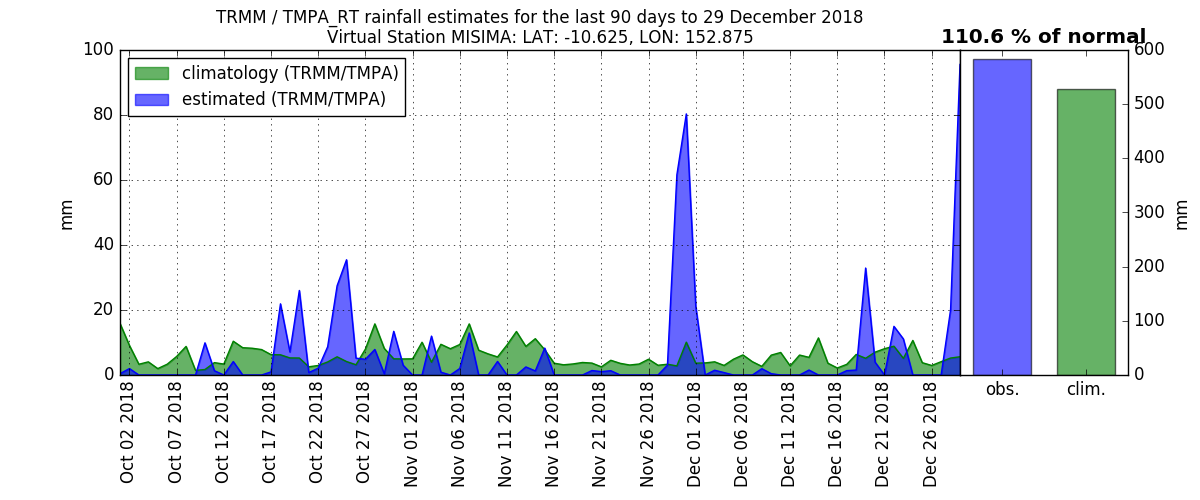 TRMM / TMPA_RT rainfall estimates for the last 90 days to 29 December 2018
Virtual Station MISIMA: LAT: -10.625, LON: 152.875
110.6 % of normal
climatology (TRMM/TMPA)
estimated (TRMM/TMPA)
100
80
60
40
20
0
mm
600
500
400
300
200
100
0
mm
Oct 02 2018
Oct 07 2018
Oct 12 2018
Oct 17 2018
Oct 22 2018
Oct 27 2018
Nov 01 2018
Nov 06 2018
Nov 11 2018
Nov 16 2018
Nov 21 2018
Nov 26 2018
Dec 01 2018
Dec 06 2018
Dec 11 2018
Dec 16 2018
Dec 21 2018
Dec 26 2018
obs.
clim.